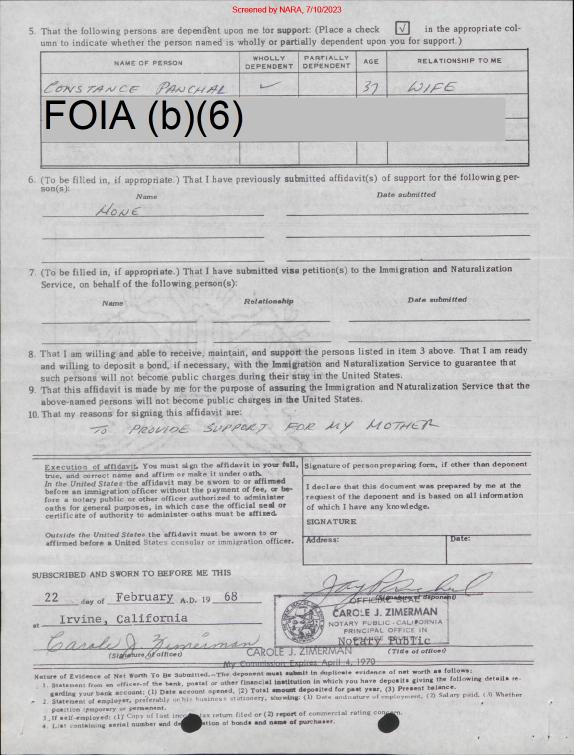 Screened by NARA, 7/10/2023
5. That the following persons are dependent upon me for support: (Place a check √ in the appropriate col-
umn to indicate whether the person named is wholly or partially dependent upon you for support.)
NAME OF PERSON WHOLLY DEPENDENT PARTIALLY DEPENDENT AGE RELATIONSHIP TO ME
CONSTANCE PANCHAL ✓ 37 WIFE
FOIA (b)(6)
6. (To be filled in, if appropriate.) That I have previously submitted affidavit(s) of support for the following per-
son(s):
Name Date submitted
NONE
7. (To be filled in, if appropriate.) That I have submitted visa petition(s) to the Immigration and Naturalization
Service, on behalf of the following person(s):
Name Relationship Date submitted
8. That I am willing and able to receive, maintain, and support the persons listed in item 3 above. That I am ready
and willing to deposit a bond, if necessary, with the Immigration and Naturalization Service to guarantee that
such persons will not become public charges during their stay in the United States.
9. That this affidavit is made by me for the purpose of assuring the Immigration and Naturalization Service that the
above-named persons will not become public charges in the United States.
10. That my reasons for signing this affidavit are:
TO PROVIDE SUPPORT FOR MY MOTHER
Execution of affidavit. You must sign the affidavit in your full,
true, and correct name and affirm or make it under oath.
In the United States the affidavit may be sworn to or affirmed
before an immigration officer without the payment of fee, or be-
fore a notary public or other officer authorized to administer
oaths for general purposes, in which case the official seal or
certificate of authority to administer oaths must be affixed.
Outside the United States the affidavit must be sworn to or
affirmed before a United States consular or immigration officer.
Signature of person preparing form, if other than deponent
I declare that this document was prepared by me at the
request of the deponent and is based on all information
of which I have any knowledge.
SIGNATURE
Address: Date:
SUBSCRIBED AND SWORN TO BEFORE ME THIS
22 day of February A.D. 19 68
at Irvine, California
Carole J. Zimerman
(Signature of officer)
(Signature of deponent)
OFFICIAL SEAL
CAROLE J. ZIMERMAN
NOTARY PUBLIC - CALIFORNIA
PRINCIPAL OFFICE IN
Notary Public
(Title of officer)
CAROLE J. ZIMERMAN
My Commission Expires April 4, 1970
Nature of Evidence of Net Worth To Be Submitted.—The deponent must submit in duplicate evidence of net worth as follows:
1. Statement from an officer of the bank, postal or other financial institution in which you have deposits giving the following details re-
garding your bank account: (1) Date account opened, (2) Total amount deposited for past year, (3) Present balance.
2. Statement of employer, preferably on his business stationery, showing: (1) Date and nature of employment, (2) Salary paid, (3) Whether
position temporary or permanent.
3. If self-employed: (1) Copy of last income tax return filed or (2) report of commercial rating concern.
4. List containing serial number and denomination of bonds and name of purchaser.